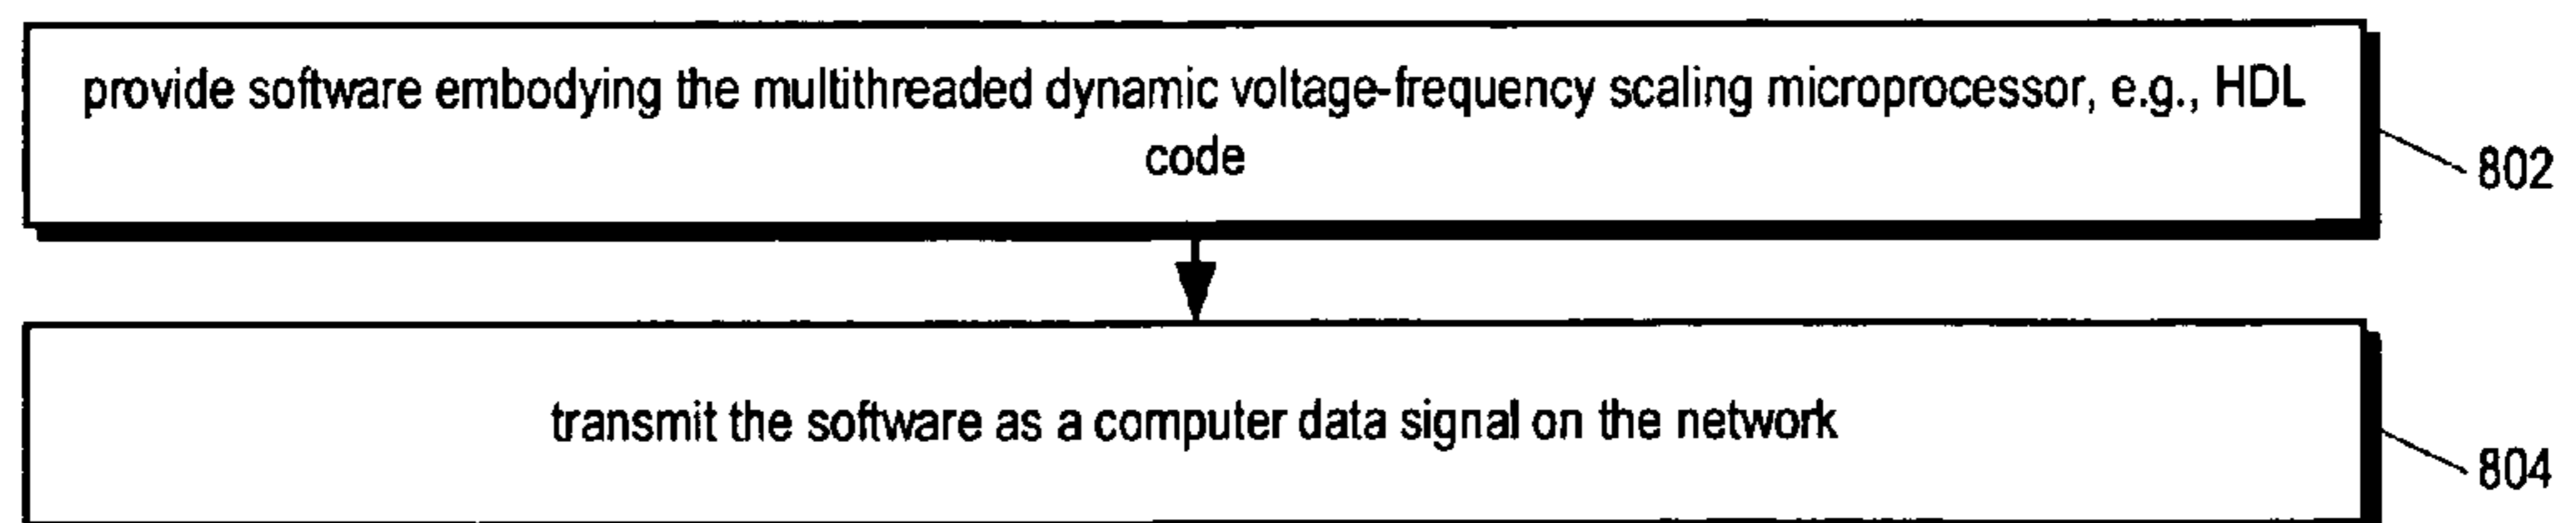 provide software embodying the multithreaded dynamic voltage-frequency scaling microprocessor, e.g., HDL
code
802
transmit the software as a computer data signal on the network
804